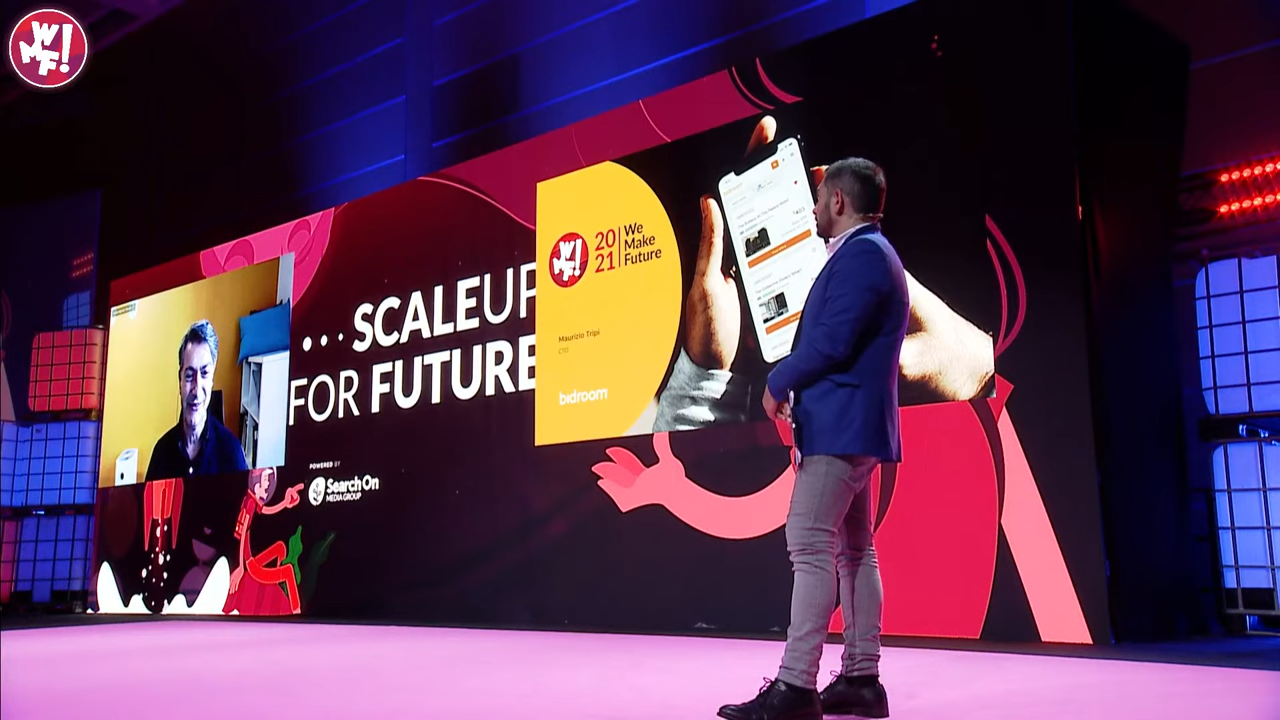 WMF!
... SCALEUP
FOR FUTURE
POWERED BY
Search On
MEDIA GROUP
WMF!
20
21
We
Make
Future
Maurizio Tripi
CTO
bidroom